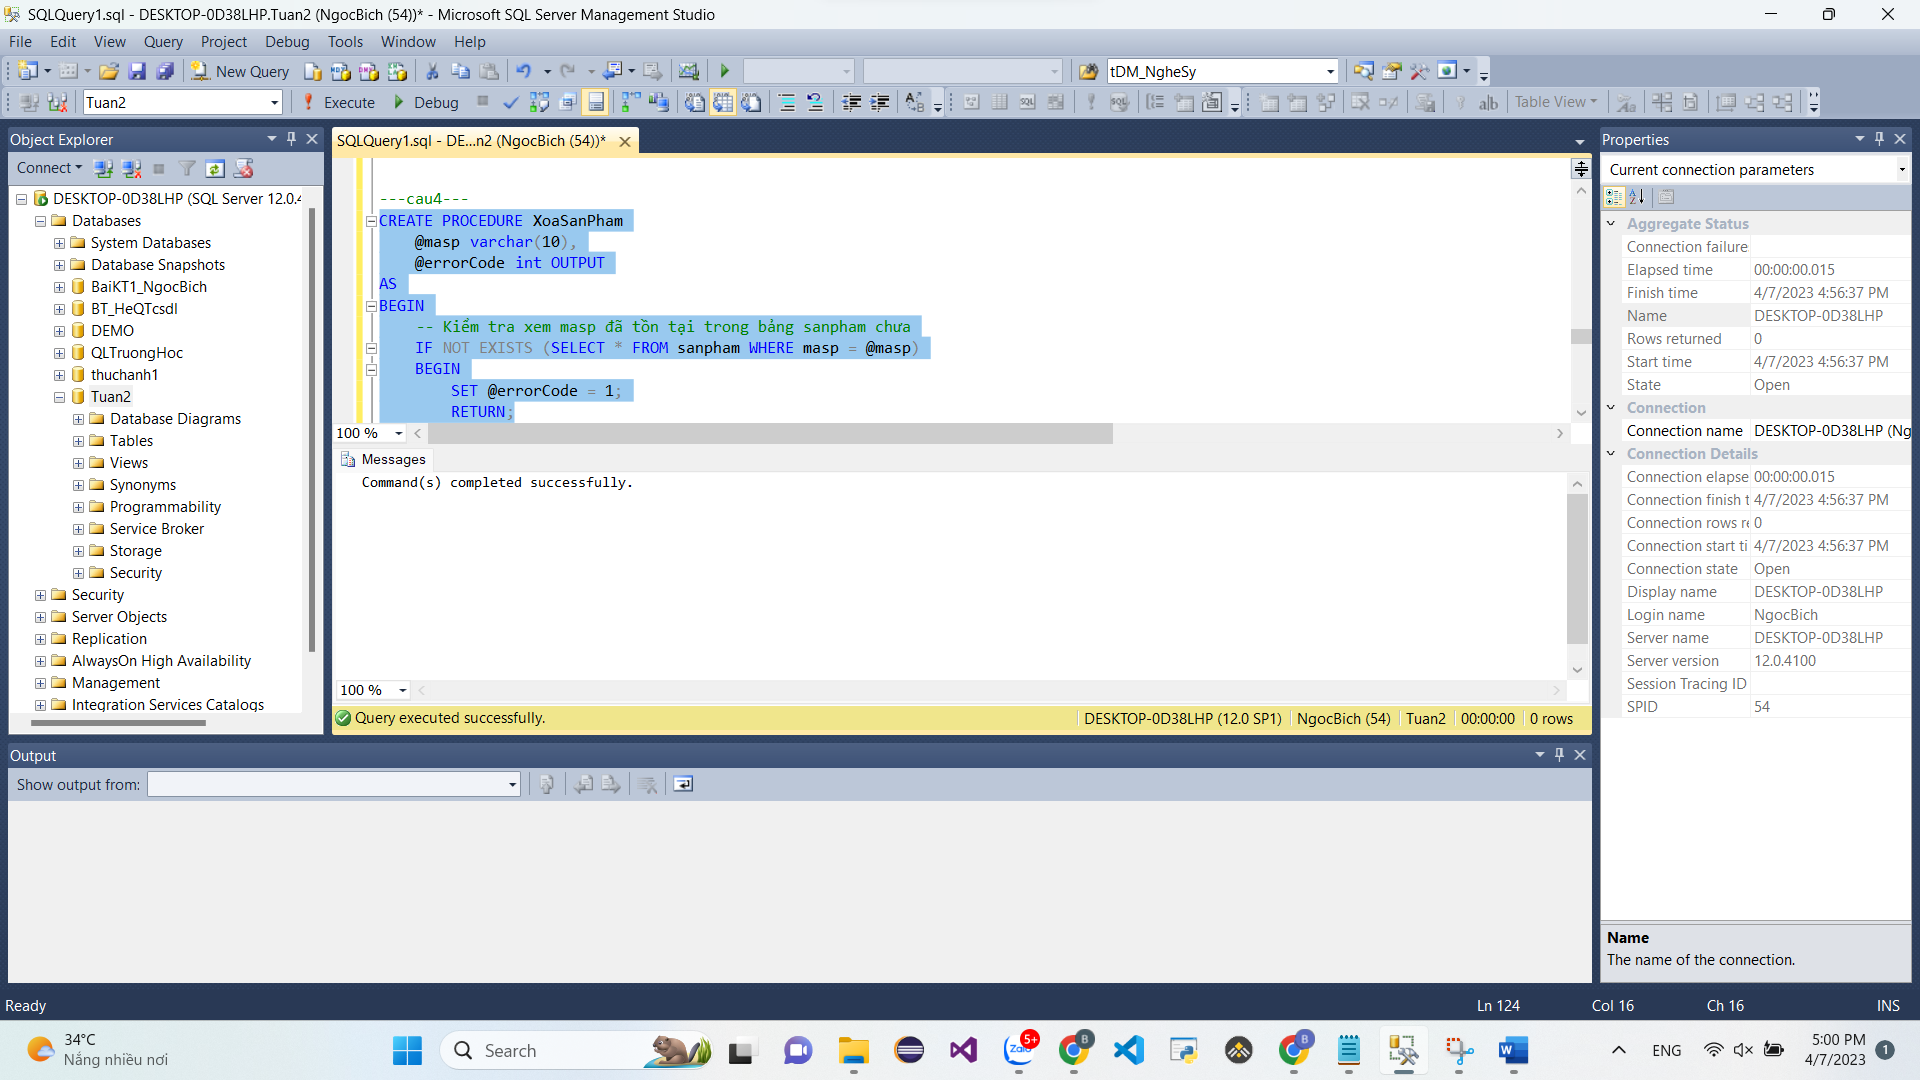 SQLQuery1.sql - DESKTOP-0D38LHP.Tuan2 (NgocBich (54))* - Microsoft SQL Server Management Studio
File Edit View Query Project Debug Tools Window Help
New Query tDM_NgheSy
Tuan2 Execute Debug Table View
Object Explorer
Connect
DESKTOP-0D38LHP (SQL Server 12.0.4
Databases
System Databases
Database Snapshots
BaiKT1_NgocBich
BT_HeQTcsdl
DEMO
QLTruongHoc
thuchanh1
Tuan2
Database Diagrams
Tables
Views
Synonyms
Programmability
Service Broker
Storage
Security
Security
Server Objects
Replication
AlwaysOn High Availability
Management
Integration Services Catalogs
SQLQuery1.sql - DE...n2 (NgocBich (54))*
---cau4---
CREATE PROCEDURE XoaSanPham
@masp varchar(10),
@errorCode int OUTPUT
AS
BEGIN
-- Kiểm tra xem masp đã tồn tại trong bảng sanpham chưa
IF NOT EXISTS (SELECT * FROM sanpham WHERE masp = @masp)
BEGIN
SET @errorCode = 1;
RETURN;
100 %
Messages
Command(s) completed successfully.
100 %
Query executed successfully. DESKTOP-0D38LHP (12.0 SP1) NgocBich (54) Tuan2 00:00:00 0 rows
Properties
Current connection parameters
Aggregate Status
Connection failure
Elapsed time 00:00:00.015
Finish time 4/7/2023 4:56:37 PM
Name DESKTOP-0D38LHP
Rows returned 0
Start time 4/7/2023 4:56:37 PM
State Open
Connection
Connection name DESKTOP-0D38LHP (Ng
Connection Details
Connection elapse 00:00:00.015
Connection finish t 4/7/2023 4:56:37 PM
Connection rows re 0
Connection start ti 4/7/2023 4:56:37 PM
Connection state Open
Display name DESKTOP-0D38LHP
Login name NgocBich
Server name DESKTOP-0D38LHP
Server version 12.0.4100
Session Tracing ID
SPID 54
Name
The name of the connection.
Output
Show output from:
Ready Ln 124 Col 16 Ch 16 INS
34°C
Nắng nhiều nơi
Search
5+
Zalo
B
B
ENG
5:00 PM
4/7/2023
1